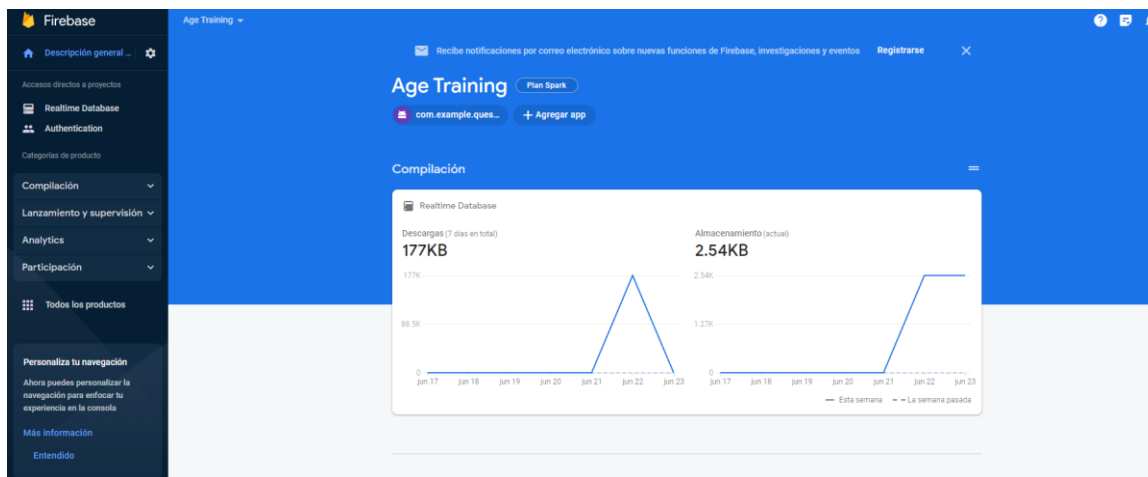 Firebase
Descripción general ...
Accesos directos a proyectos
Realtime Database
Authentication
Categorías de producto
Compilación
Lanzamiento y supervisión
Analytics
Participación
Todos los productos
Personaliza tu navegación
Ahora puedes personalizar la
navegación para enfocar tu
experiencia en la consola
Más información
Entendido
Age Training
Recibe notificaciones por correo electrónico sobre nuevas funciones de Firebase, investigaciones y eventos Registrarse
Age Training Plan Spark
com.example.ques... + Agregar app
Compilación
Realtime Database
Descargas (7 días en total)
177KB
177K
88.5K
0
jun 17 jun 18 jun 19 jun 20 jun 21 jun 22 jun 23
Almacenamiento (actual)
2.54KB
2.54K
1.27K
0
jun 17 jun 18 jun 19 jun 20 jun 21 jun 22 jun 23
Esta semana La semana pasada